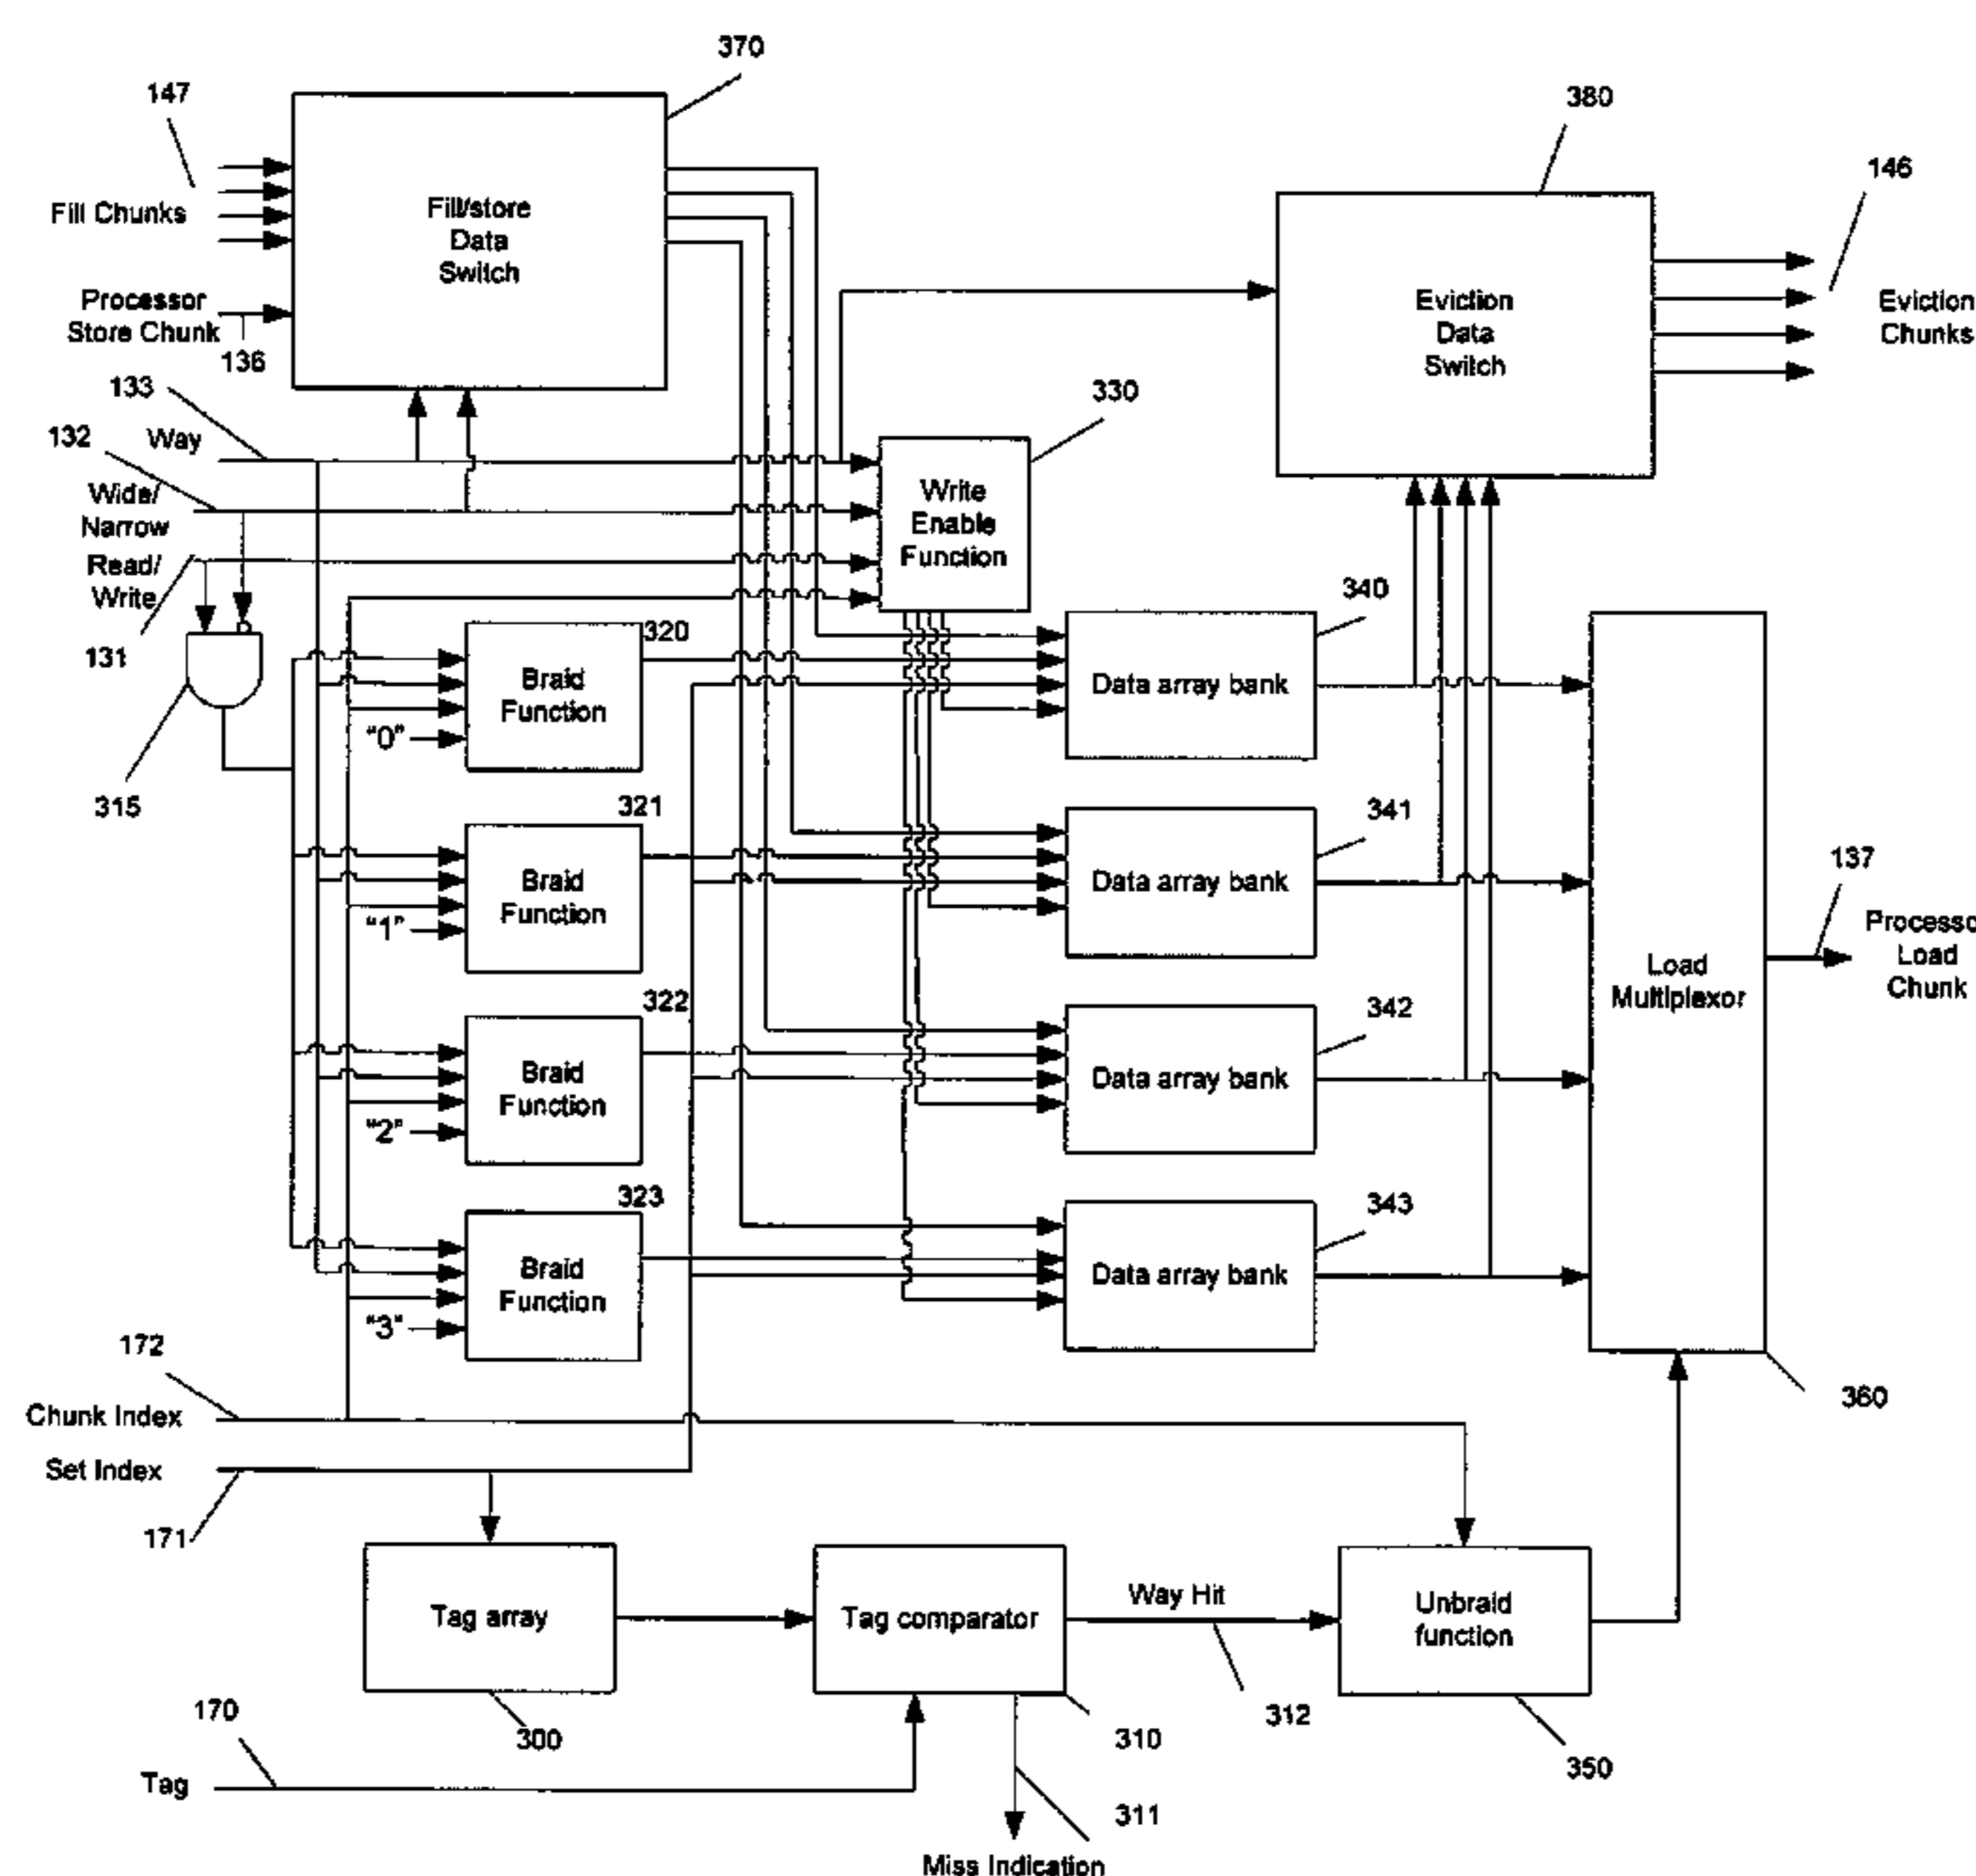 370
147
380
146
Fill Chunks
Fill/store
Data
Switch
Processor
Store Chunk
136
Eviction
Data
Switch
Eviction
Chunks
133
Way
132
Wide/
Narrow
Read/
Write
131
330
Write
Enable
Function
315
320
Braid
Function
"0"
340
Data array bank
321
Braid
Function
"1"
341
Data array bank
137
Load
Multiplexor
Processo
Load
Chunk
322
Braid
Function
"2"
342
Data array bank
323
Braid
Function
"3"
343
Data array bank
360
172
Chunk Index
Set Index
171
Tag array
300
Tag comparator
310
Way Hit
312
Unbraid
function
350
170
Tag
311
Miss Indication